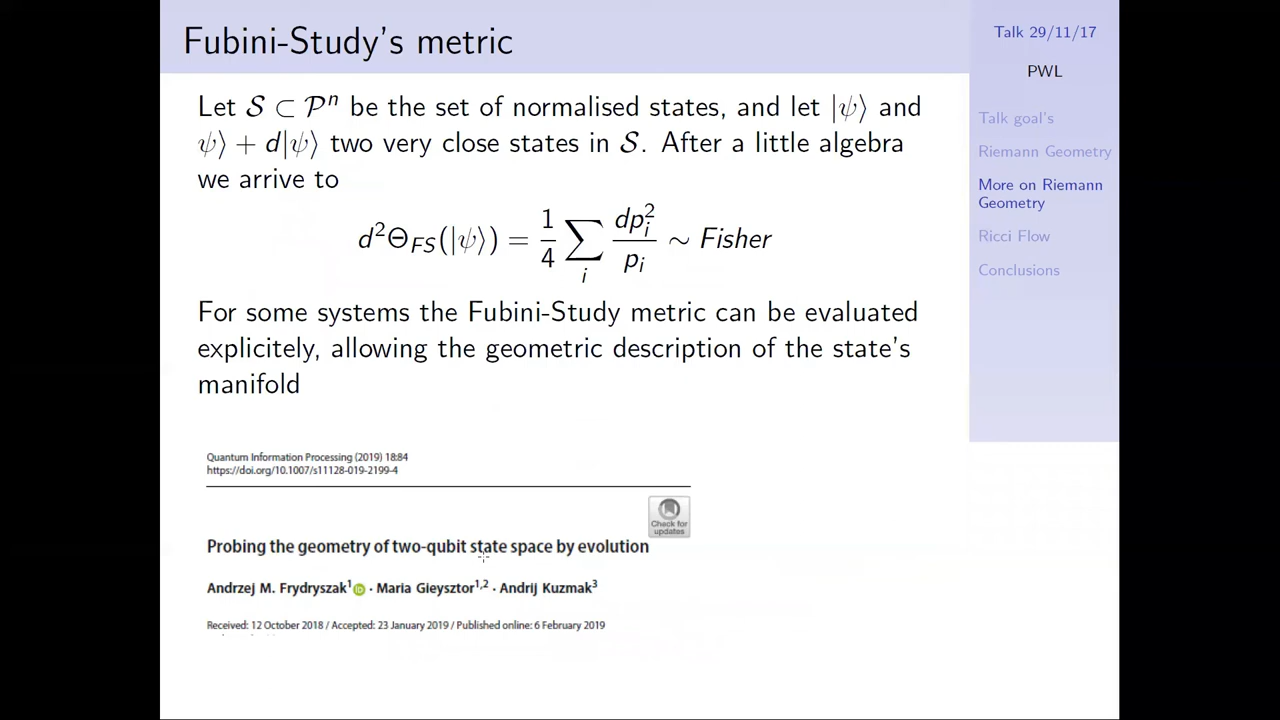 Fubini-Study's metric
Let 𝒮 ⊂ 𝒫ⁿ be the set of normalised states, and let |ψ⟩ and
ψ⟩ + d|ψ⟩ two very close states in 𝒮. After a little algebra
we arrive to
d²Θ_FS(|ψ⟩) = 1/4 ∑_i dp_i²/p_i ∼ Fisher
For some systems the Fubini-Study metric can be evaluated
explicitely, allowing the geometric description of the state's
manifold
Quantum Information Processing (2019) 18:84
https://doi.org/10.1007/s11128-019-2199-4
Check for
updates
Probing the geometry of two-qubit state space by evolution
Andrzej M. Frydryszak¹ iD · Maria Gieysztor¹,² · Andrij Kuzmak³
Received: 12 October 2018 / Accepted: 23 January 2019 / Published online: 6 February 2019
Talk 29/11/17
PWL
Talk goal's
Riemann Geometry
More on Riemann
Geometry
Ricci Flow
Conclusions